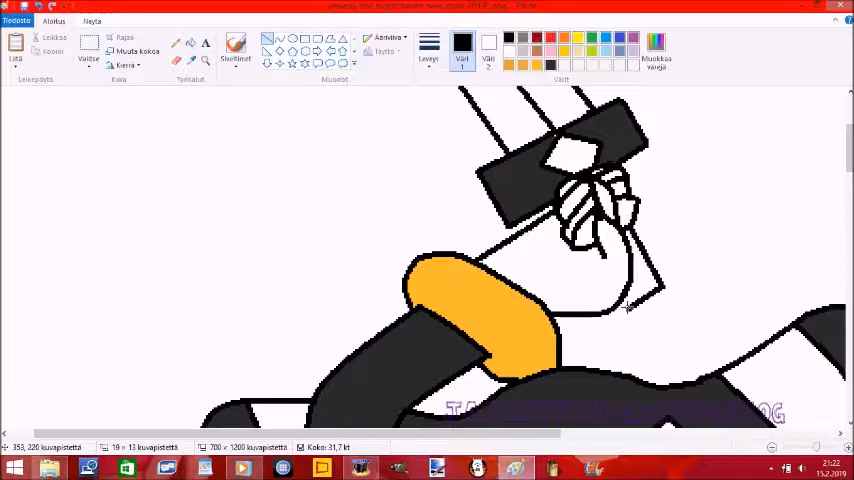 Tiedosto Aloitus Näytä
Liitä
Leikkaa
Kopioi
Leikepöytä
Valitse
Rajaa
Muuta kokoa
Kierrä
Kuva
Työkalut
Siveltimet
Ääriviiva
Täyttö
Muodot
Leveys
Väri 1
Väri 2
Muokkaa värejä
Värit
353, 220 kuvapistettä
19 × 13 kuvapistettä
700 × 1200 kuvapistettä
Koko: 31,7 kt
21:22
15.2.2019